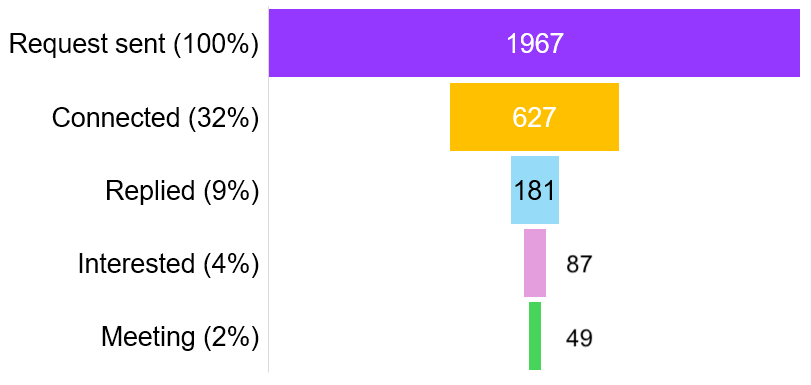 Request sent (100%) 1967
Connected (32%) 627
Replied (9%) 181
Interested (4%) 87
Meeting (2%) 49